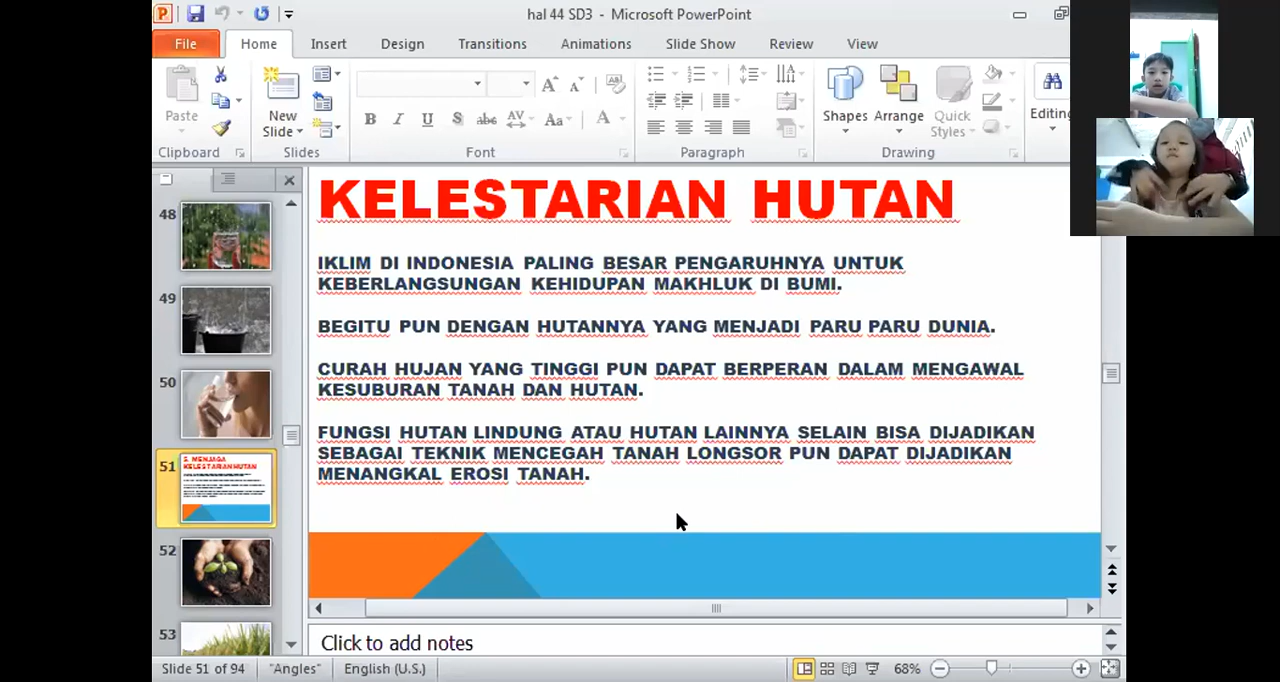 hal 44 SD3 - Microsoft PowerPoint
File Home Insert Design Transitions Animations Slide Show Review View
Paste
New Slide
Shapes Arrange Quick Styles Editing
Clipboard Slides Font Paragraph Drawing
48
49
50
51
5. MENJAGA
KELESTARIAN HUTAN
52
53
KELESTARIAN HUTAN
IKLIM DI INDONESIA PALING BESAR PENGARUHNYA UNTUK
KEBERLANGSUNGAN KEHIDUPAN MAKHLUK DI BUMI.
BEGITU PUN DENGAN HUTANNYA YANG MENJADI PARU PARU DUNIA.
CURAH HUJAN YANG TINGGI PUN DAPAT BERPERAN DALAM MENGAWAL
KESUBURAN TANAH DAN HUTAN.
FUNGSI HUTAN LINDUNG ATAU HUTAN LAINNYA SELAIN BISA DIJADIKAN
SEBAGAI TEKNIK MENCEGAH TANAH LONGSOR PUN DAPAT DIJADIKAN
MENANGKAL EROSI TANAH.
Click to add notes
Slide 51 of 94 "Angles" English (U.S.) 68%